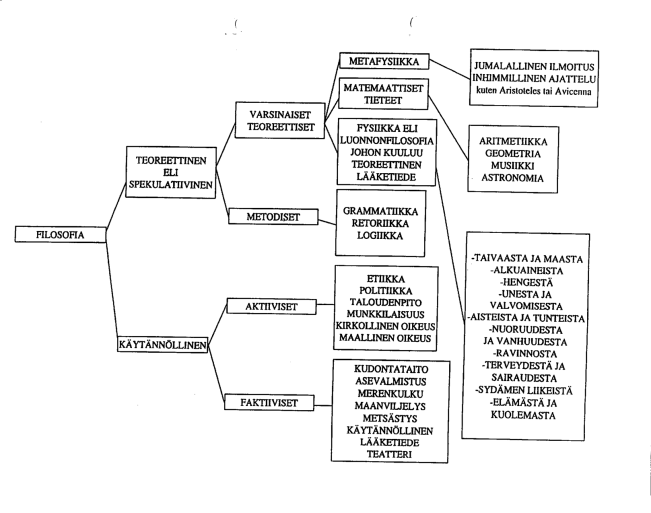 FILOSOFIA
TEOREETTINEN
ELI
SPEKULATIIVINEN
KÄYTÄNNÖLLINEN
VARSINAISET
TEOREETTISET
METODISET
AKTIIVISET
FAKTIIVISET
METAFYSIIKKA
MATEMAATTISET
TIETEET
FYSIIKKA ELI
LUONNONFILOSOFIA
JOHON KUULUU
TEOREETTINEN
LÄÄKETIEDE
GRAMMATIIKKA
RETORIIKKA
LOGIIKKA
ETIIKKA
POLITIIKKA
TALOUDENPITO
MUNKKILAISUUS
KIRKOLLINEN OIKEUS
MAALLINEN OIKEUS
KUDONTATAITO
ASEVALMISTUS
MERENKULKU
MAANVILJELYS
METSÄSTYS
KÄYTÄNNÖLLINEN
LÄÄKETIEDE
TEATTERI
JUMALALLINEN ILMOITUS
INHIMMILLINEN AJATTELU
kuten Aristoteles tai Avicenna
ARITMETIIKKA
GEOMETRIA
MUSIIKKI
ASTRONOMIA
-TAIVAASTA JA MAASTA
-ALKUAINEISTA
-HENGESTÄ
-UNESTA JA
VALVOMISESTA
-AISTEISTA JA TUNTEISTA
-NUORUUDESTA
JA VANHUUDESTA
-RAVINNOSTA
-TERVEYDESTÄ JA
SAIRAUDESTA
-SYDÄMEN LIIKEISTÄ
-ELÄMÄSTÄ JA
KUOLEMASTA